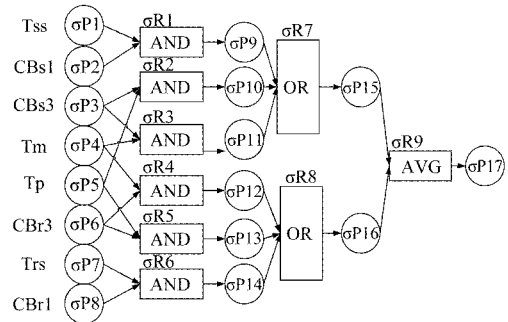 σR1
σR7
Tss σP1 AND σP9
σR2
CBs1 σP2
AND σP10 OR σP15
CBs3 σP3
σR3
σR9
Tm σP4 AND σP11
σR4
AVG σP17
Tp σP5 AND σP12 σR8
σR5
CBr3 σP6 AND σP13 OR σP16
σR6
Trs σP7
AND σP14
CBr1 σP8